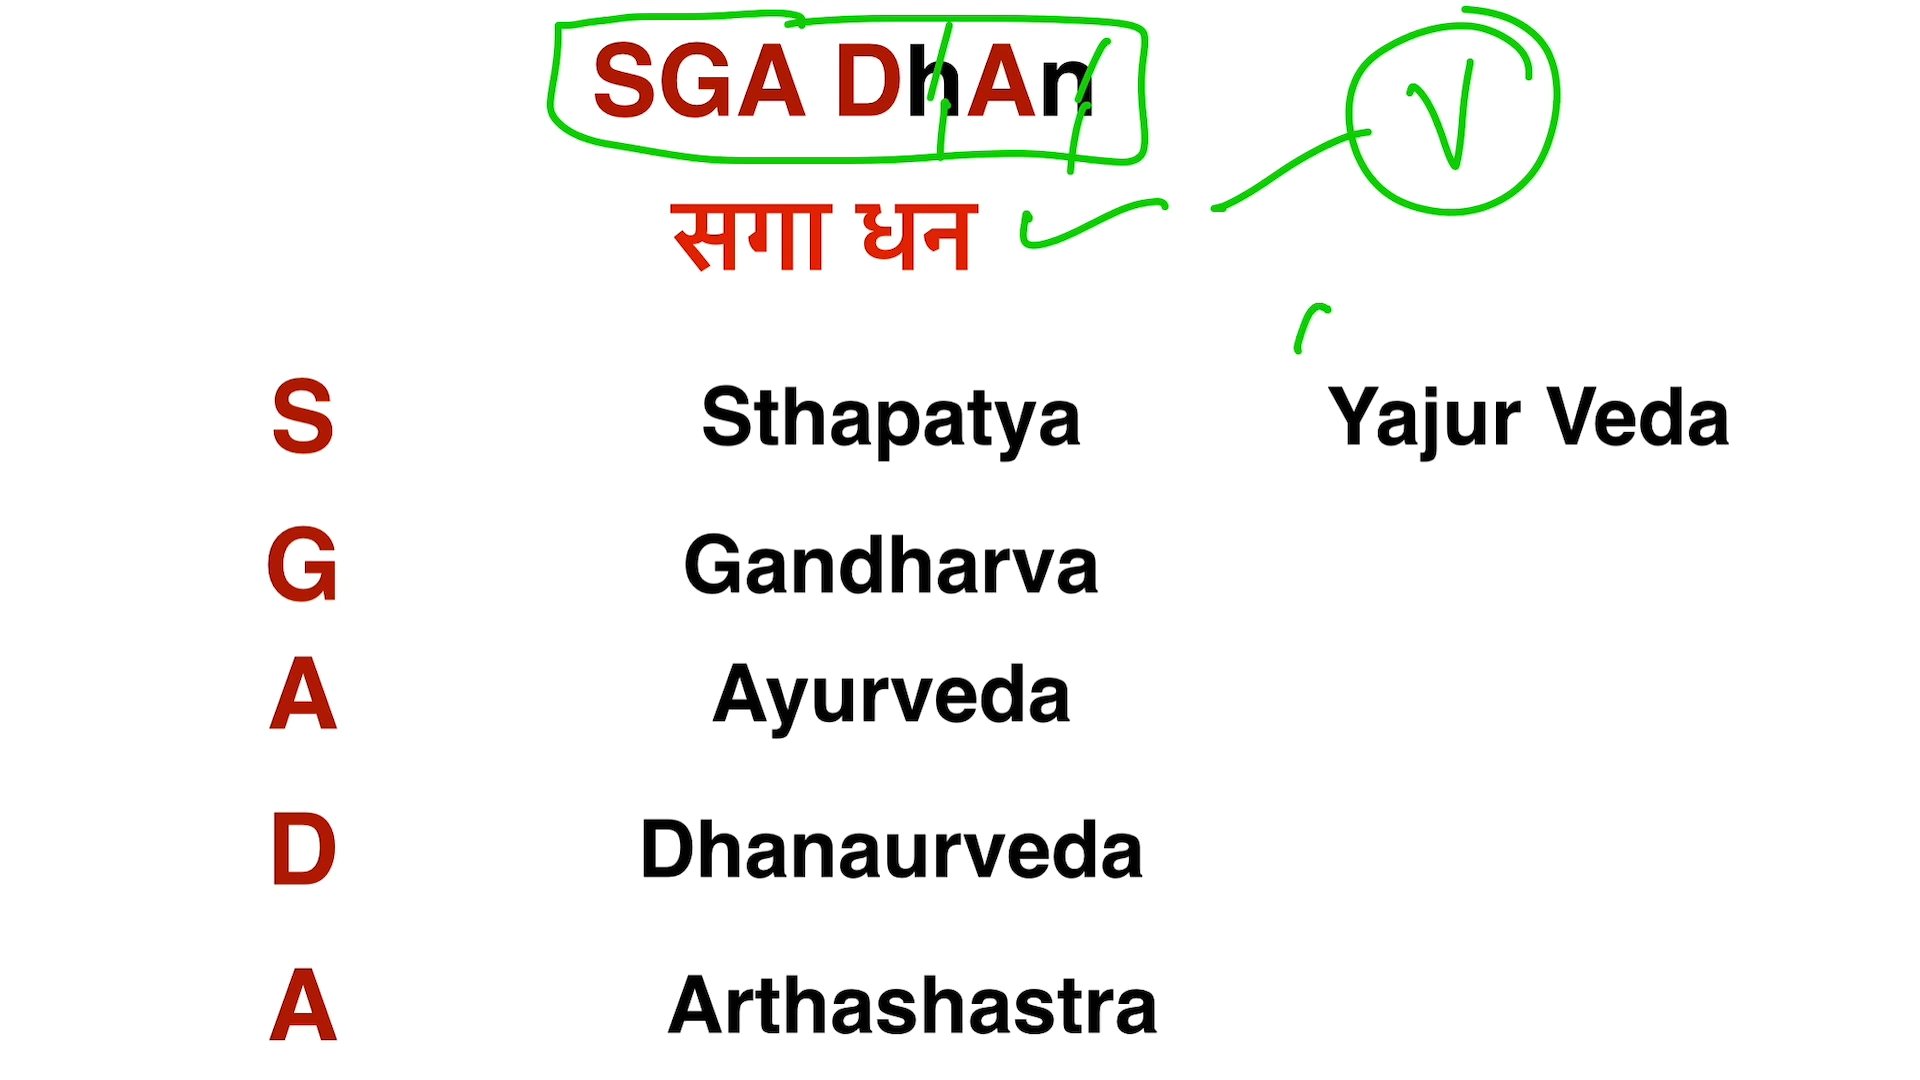 SGA DhAn
V
सगा धन
S Sthapatya Yajur Veda
G Gandharva
A Ayurveda
D Dhanaurveda
A Arthashastra